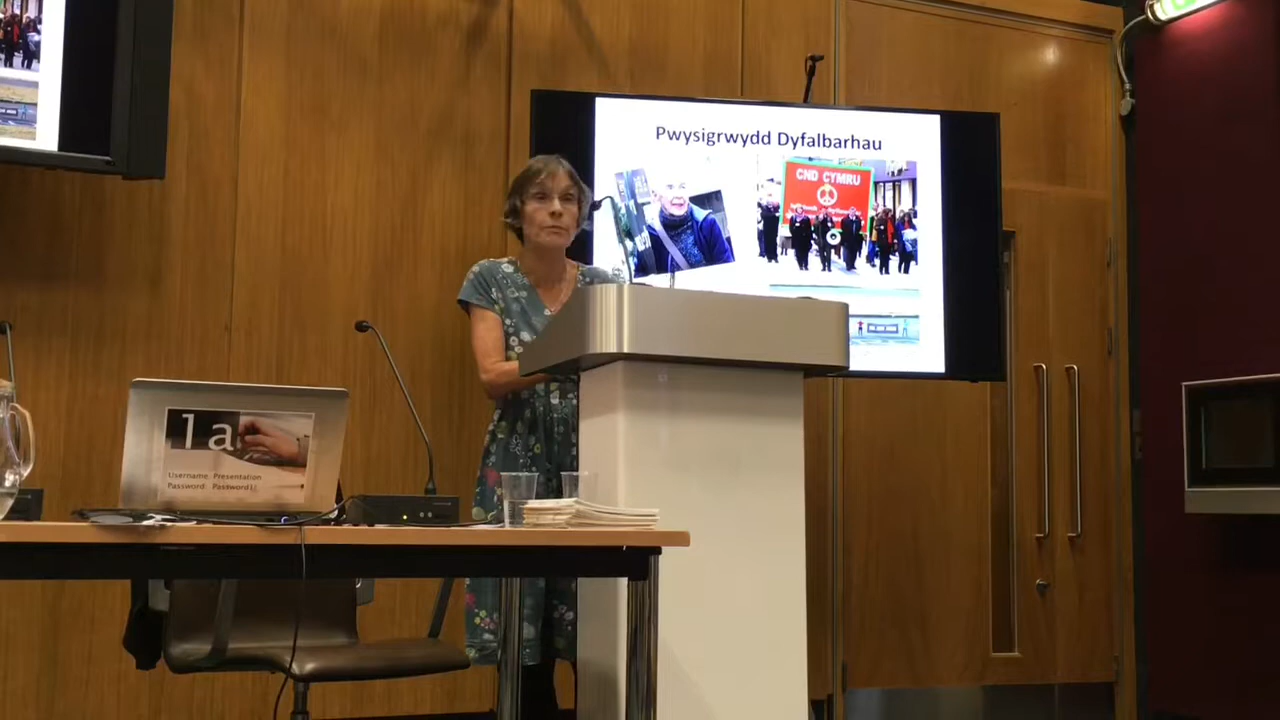 Pwysigrwydd Dyfalbarhau
CND CYMRU
1a
Username: Presentation
Password: Password1!